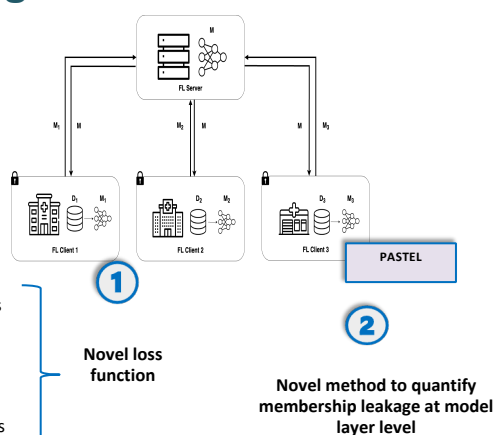 g
M
FL Server
M₁
M
M₂
M
M
M₃
D₁
M₁
D₂
M₂
D₃
M₃
FL Client 1
FL Client 2
FL Client 3
PASTEL
1
2
s
Novel loss
function
Novel method to quantify
membership leakage at model
layer level
s